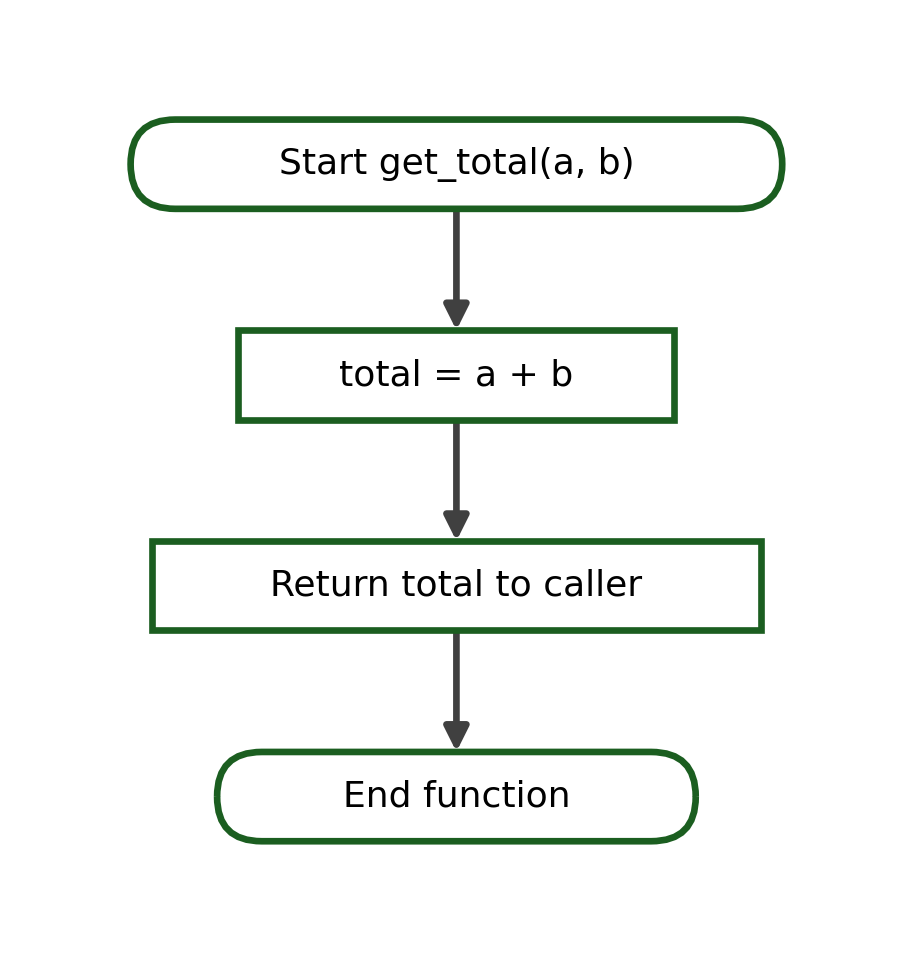 Start get_total(a, b)
total = a + b
Return total to caller
End function